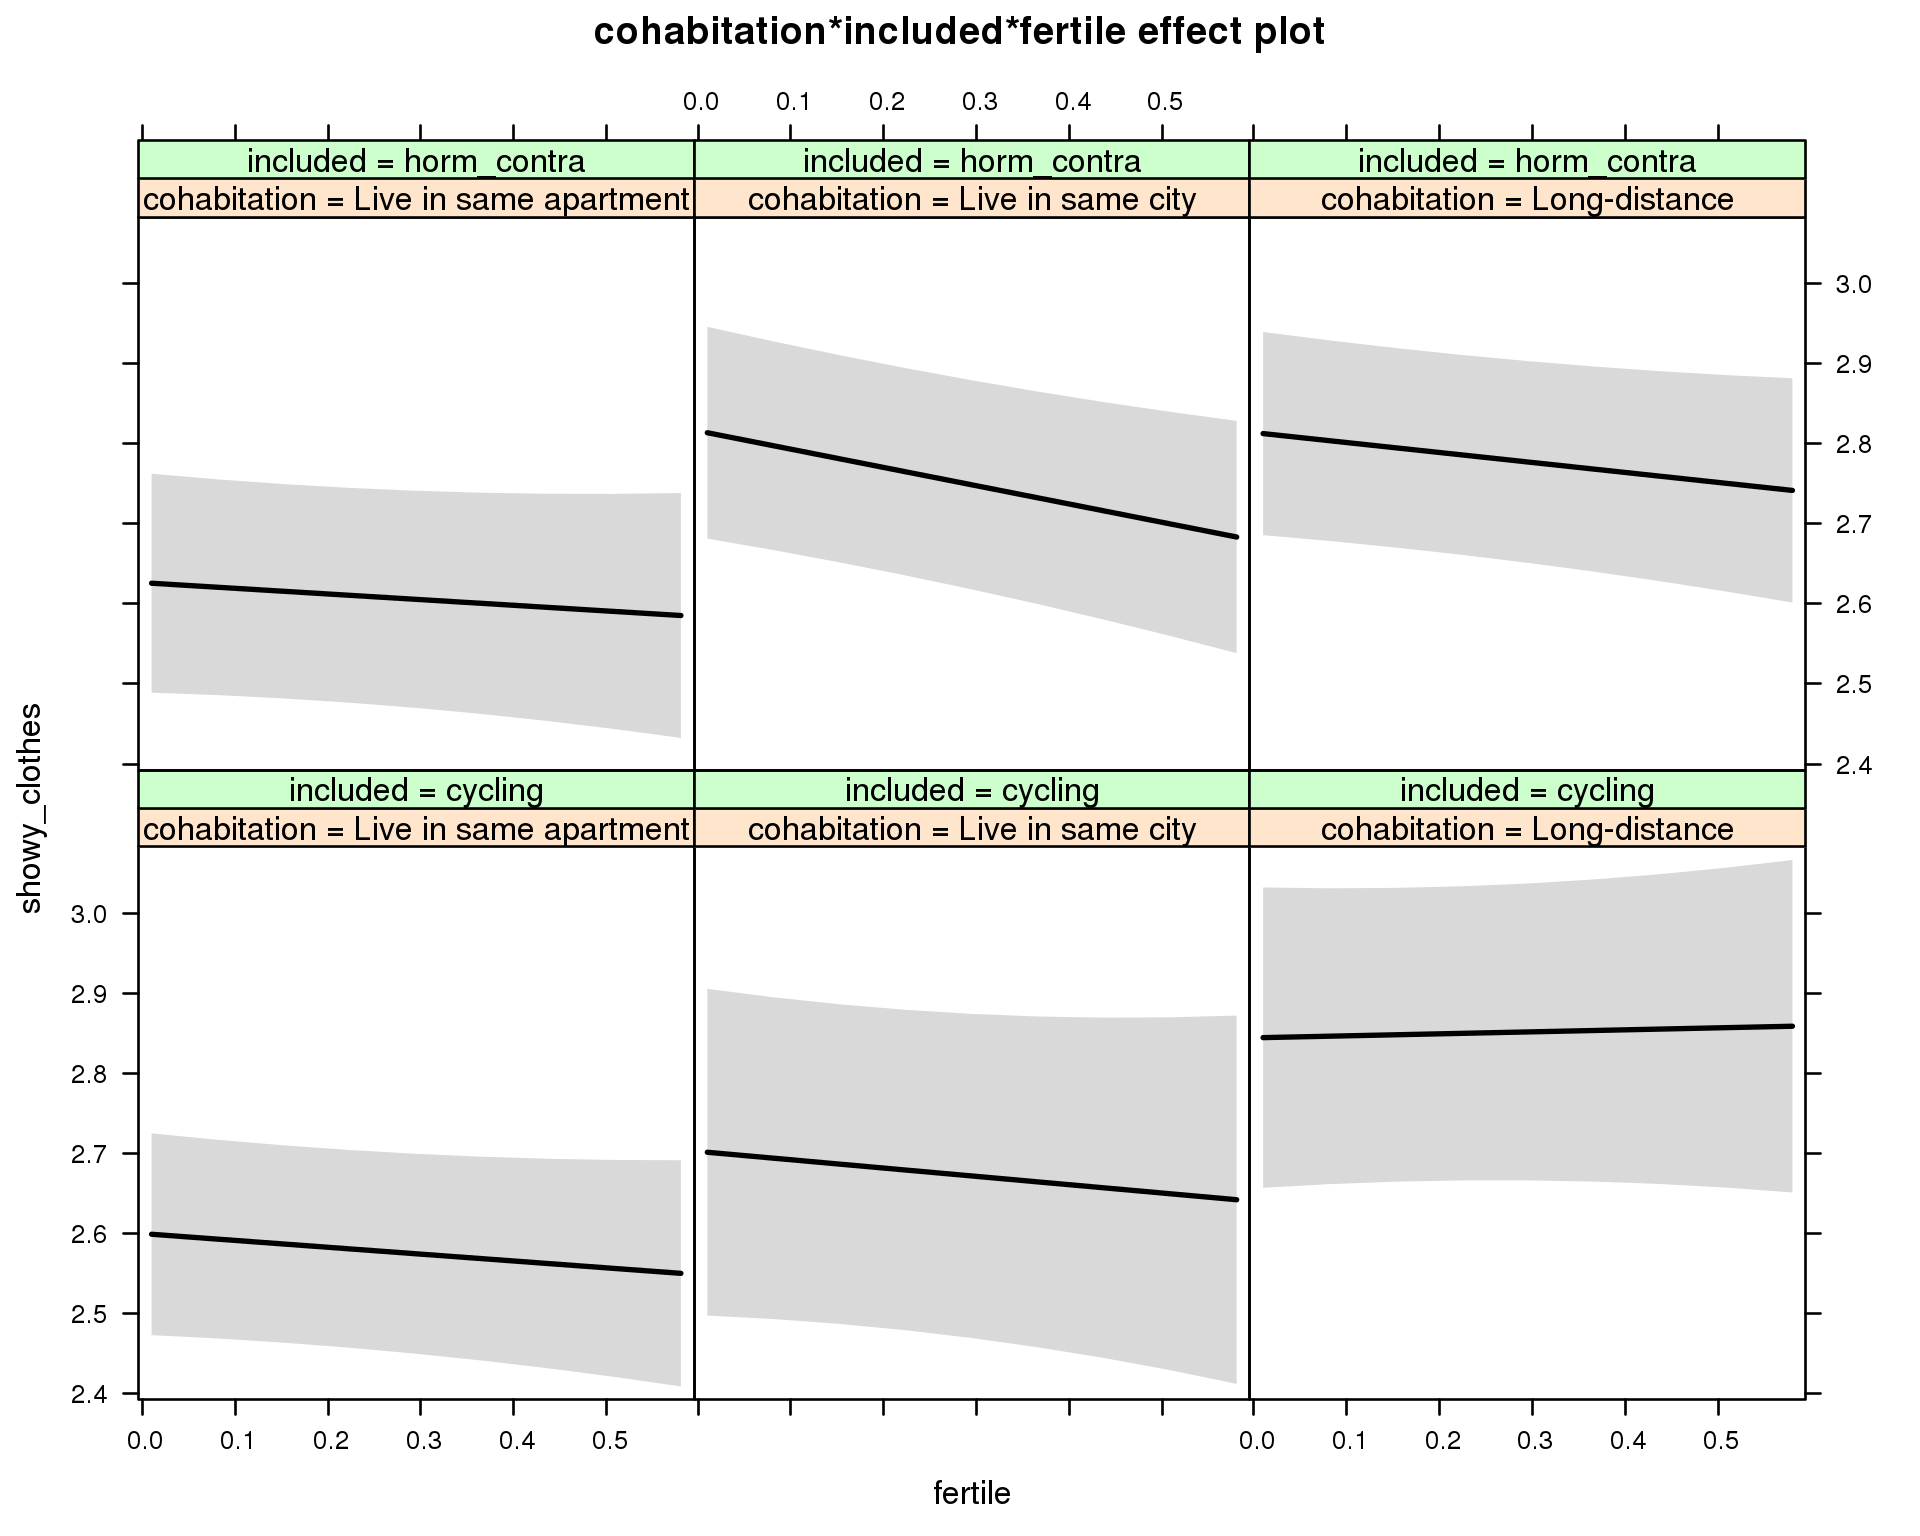 cohabitation*included*fertile effect plot
0.0 0.1 0.2 0.3 0.4 0.5
included = horm_contra included = horm_contra included = horm_contra
cohabitation = Live in same apartment cohabitation = Live in same city cohabitation = Long-distance
3.0
2.9
2.8
2.7
2.6
2.5
2.4
included = cycling included = cycling included = cycling
cohabitation = Live in same apartment cohabitation = Live in same city cohabitation = Long-distance
showy_clothes
3.0
2.9
2.8
2.7
2.6
2.5
2.4
0.0 0.1 0.2 0.3 0.4 0.5 0.0 0.1 0.2 0.3 0.4 0.5
fertile